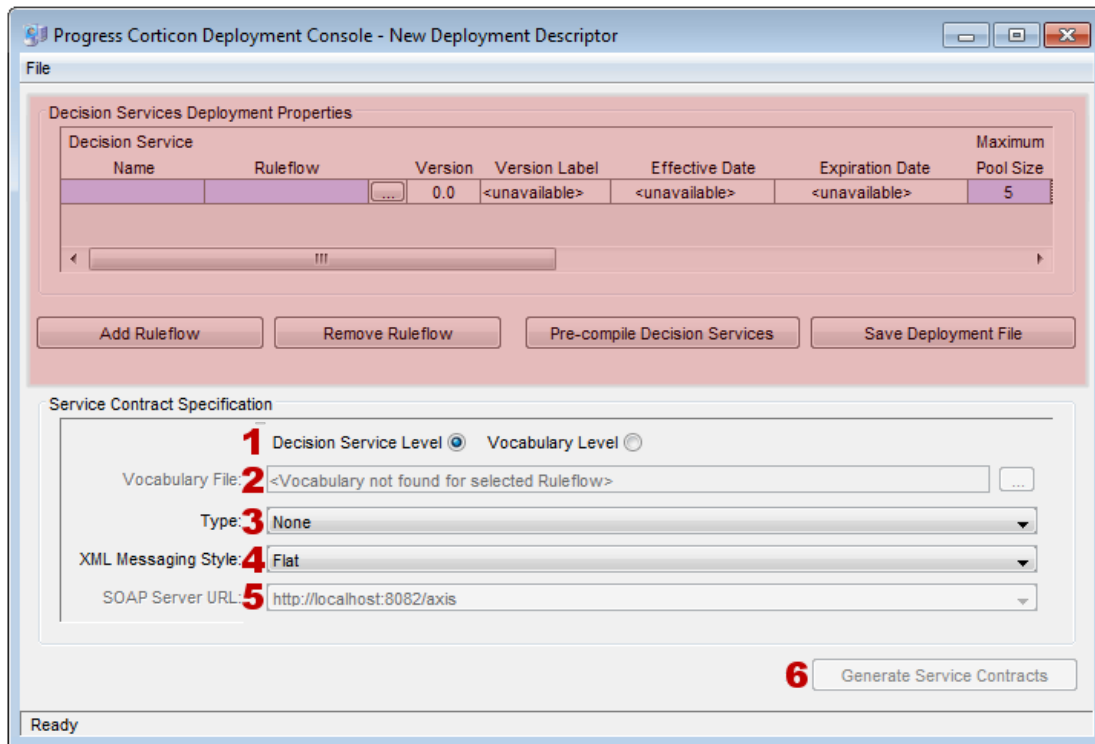 Progress Corticon Deployment Console - New Deployment Descriptor
File
Decision Services Deployment Properties
Decision Service Maximum
Name Ruleflow Version Version Label Effective Date Expiration Date Pool Size
... 0.0 <unavailable> <unavailable> <unavailable> 5
Add Ruleflow Remove Ruleflow Pre-compile Decision Services Save Deployment File
Service Contract Specification
1 Decision Service Level Vocabulary Level
Vocabulary File: 2 <Vocabulary not found for selected Ruleflow> ...
Type: 3 None
XML Messaging Style: 4 Flat
SOAP Server URL: 5 http://localhost:8082/axis
6 Generate Service Contracts
Ready